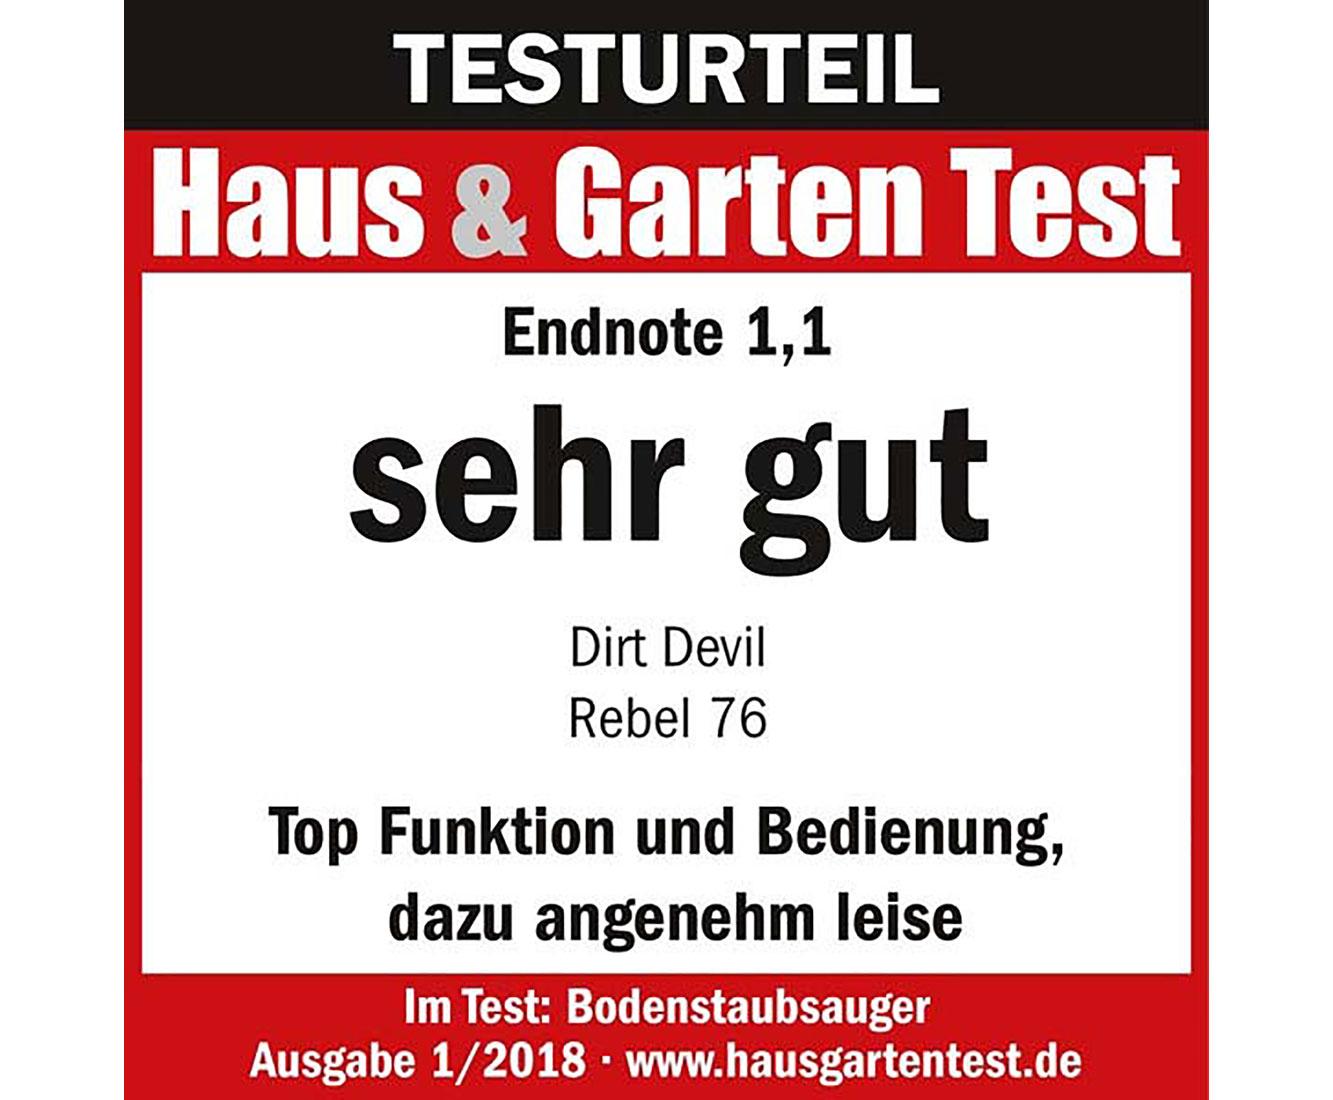 TESTURTEIL
Haus & Garten Test
Endnote 1,1
sehr gut
Dirt Devil
Rebel 76
Top Funktion und Bedienung,
dazu angenehm leise
Im Test: Bodenstaubsauger
Ausgabe 1/2018 · www.hausgartentest.de